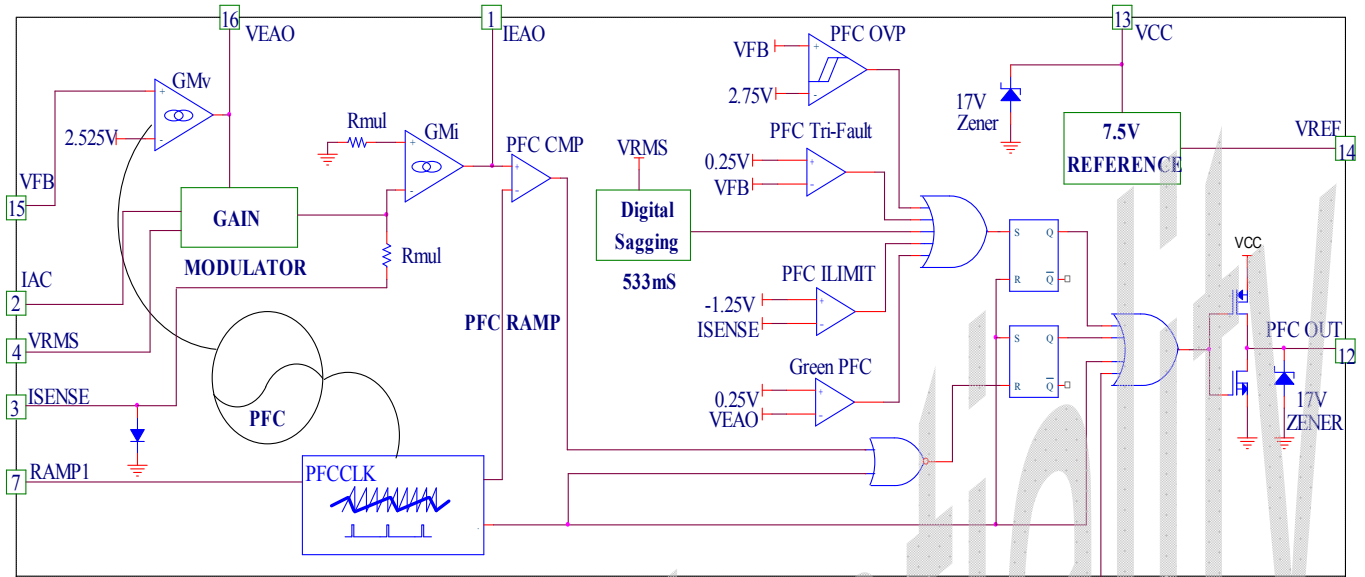 16
VEAO
1
IEAO
13
VCC
PFC OVP
VFB
2.75V
+
-
GMv
+
-
2.525V
17V
Zener
7.5V
REFERENCE
VREF
14
Rmul
GMi
+
-
PFC CMP
+
-
PFC Tri-Fault
0.25V
VFB
+
-
VRMS
Digital
Sagging
533mS
VFB
15
GAIN
MODULATOR
Rmul
S
Q
R
Q
IAC
2
PFC ILIMIT
-1.25V
ISENSE
+
-
VCC
PFC RAMP
VRMS
4
PFC OUT
12
S
Q
R
Q
ISENSE
3
PFC
Green PFC
0.25V
VEAO
+
-
17V
ZENER
RAMP1
7
PFCCLK